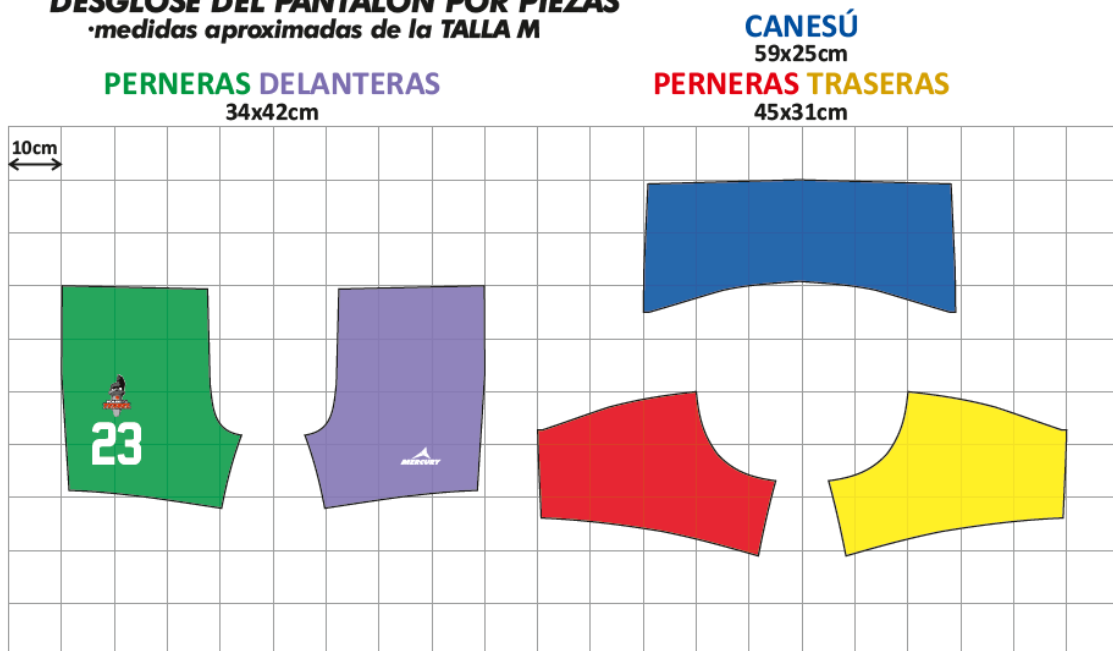 DESGLOSE DEL PANTALÓN POR PIEZAS
·medidas aproximadas de la TALLA M
CANESÚ
59x25cm
PERNERAS DELANTERAS
34x42cm
PERNERAS TRASERAS
45x31cm
10cm
23
MERCURY